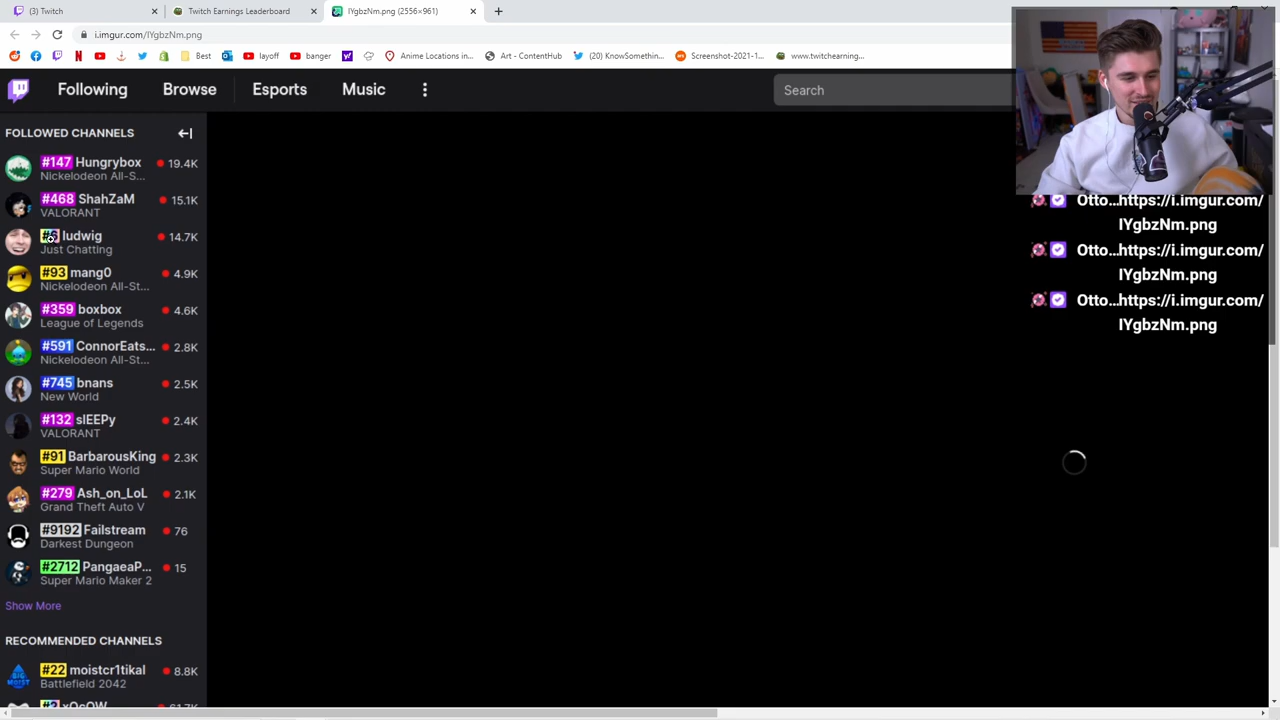 (3) Twitch
Twitch Earnings Leaderboard
IYgbzNm.png (2556×961)
i.imgur.com/IYgbzNm.png
Best
layoff
banger
Anime Locations in...
Art - ContentHub
(20) KnowSomethin...
Screenshot-2021-1...
www.twitchearning...
Following
Browse
Esports
Music
Search
FOLLOWED CHANNELS
#147 Hungrybox
19.4K
Nickelodeon All-S...
#468 ShahZaM
15.1K
VALORANT
#6 ludwig
14.7K
Just Chatting
#93 mang0
4.9K
Nickelodeon All-St...
#359 boxbox
4.6K
League of Legends
#591 ConnorEats...
2.8K
Nickelodeon All-St...
#745 bnans
2.5K
New World
#132 slEEPy
2.4K
VALORANT
#91 BarbarousKing
2.3K
Super Mario World
#279 Ash_on_LoL
2.1K
Grand Theft Auto V
#9192 Failstream
76
Darkest Dungeon
#2712 PangaeaP...
15
Super Mario Maker 2
Show More
RECOMMENDED CHANNELS
#22 moistcr1tikal
8.8K
Battlefield 2042
xQcOW
Otto...https://i.imgur.com/
IYgbzNm.png
Otto...https://i.imgur.com/
IYgbzNm.png
Otto...https://i.imgur.com/
IYgbzNm.png